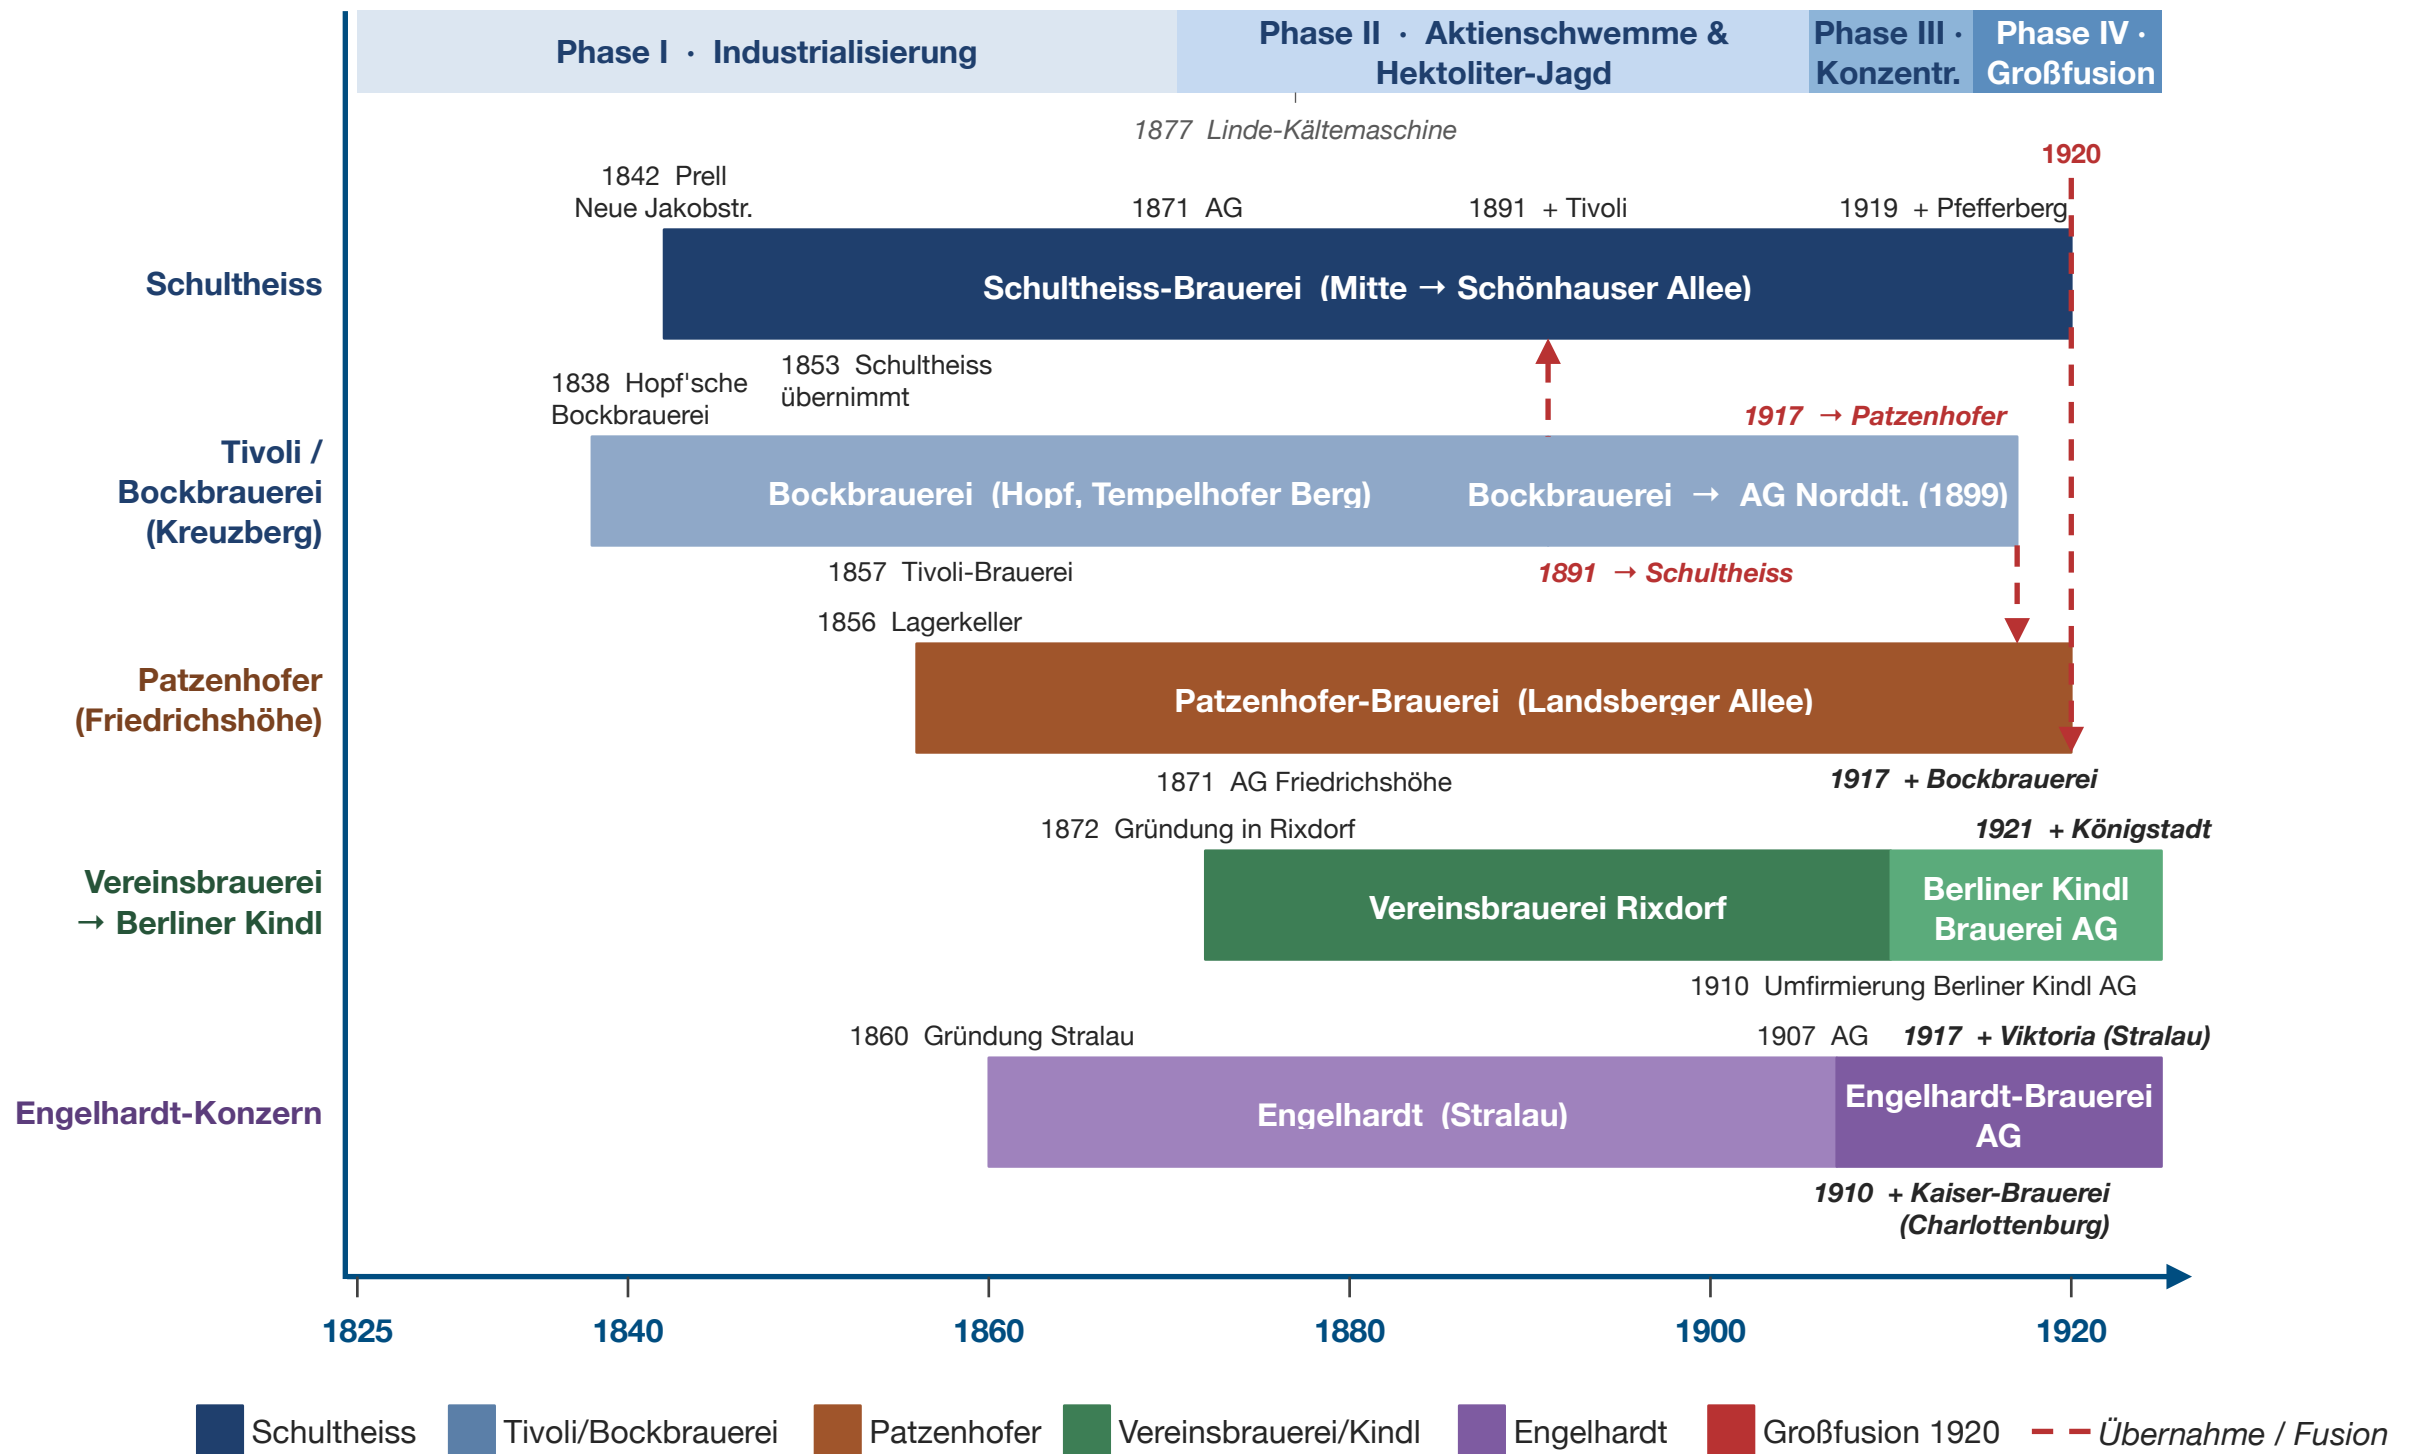 Phase I · Industrialisierung
Phase II · Aktienschwemme &
Hektoliter-Jagd
Phase III ·
Konzentr.
Phase IV ·
Großfusion
1877 Linde-Kältemaschine
1920
1842 Prell
Neue Jakobstr.
1871 AG
1891 + Tivoli
1919 + Pfefferberg
Schultheiss
Schultheiss-Brauerei (Mitte → Schönhauser Allee)
1853 Schultheiss
übernimmt
1838 Hopf'sche
Bockbrauerei
1917 → Patzenhofer
Tivoli /
Bockbrauerei
(Kreuzberg)
Bockbrauerei (Hopf, Tempelhofer Berg)
Bockbrauerei → AG Norddt. (1899)
1857 Tivoli-Brauerei
1891 → Schultheiss
1856 Lagerkeller
Patzenhofer
(Friedrichshöhe)
Patzenhofer-Brauerei (Landsberger Allee)
1871 AG Friedrichshöhe
1917 + Bockbrauerei
1872 Gründung in Rixdorf
1921 + Königstadt
Vereinsbrauerei
→ Berliner Kindl
Vereinsbrauerei Rixdorf
Berliner Kindl
Brauerei AG
1910 Umfirmierung Berliner Kindl AG
1860 Gründung Stralau
1907 AG
1917 + Viktoria (Stralau)
Engelhardt-Konzern
Engelhardt (Stralau)
Engelhardt-Brauerei
AG
1910 + Kaiser-Brauerei
(Charlottenburg)
1825
1840
1860
1880
1900
1920
Schultheiss
Tivoli/Bockbrauerei
Patzenhofer
Vereinsbrauerei/Kindl
Engelhardt
Großfusion 1920
Übernahme / Fusion